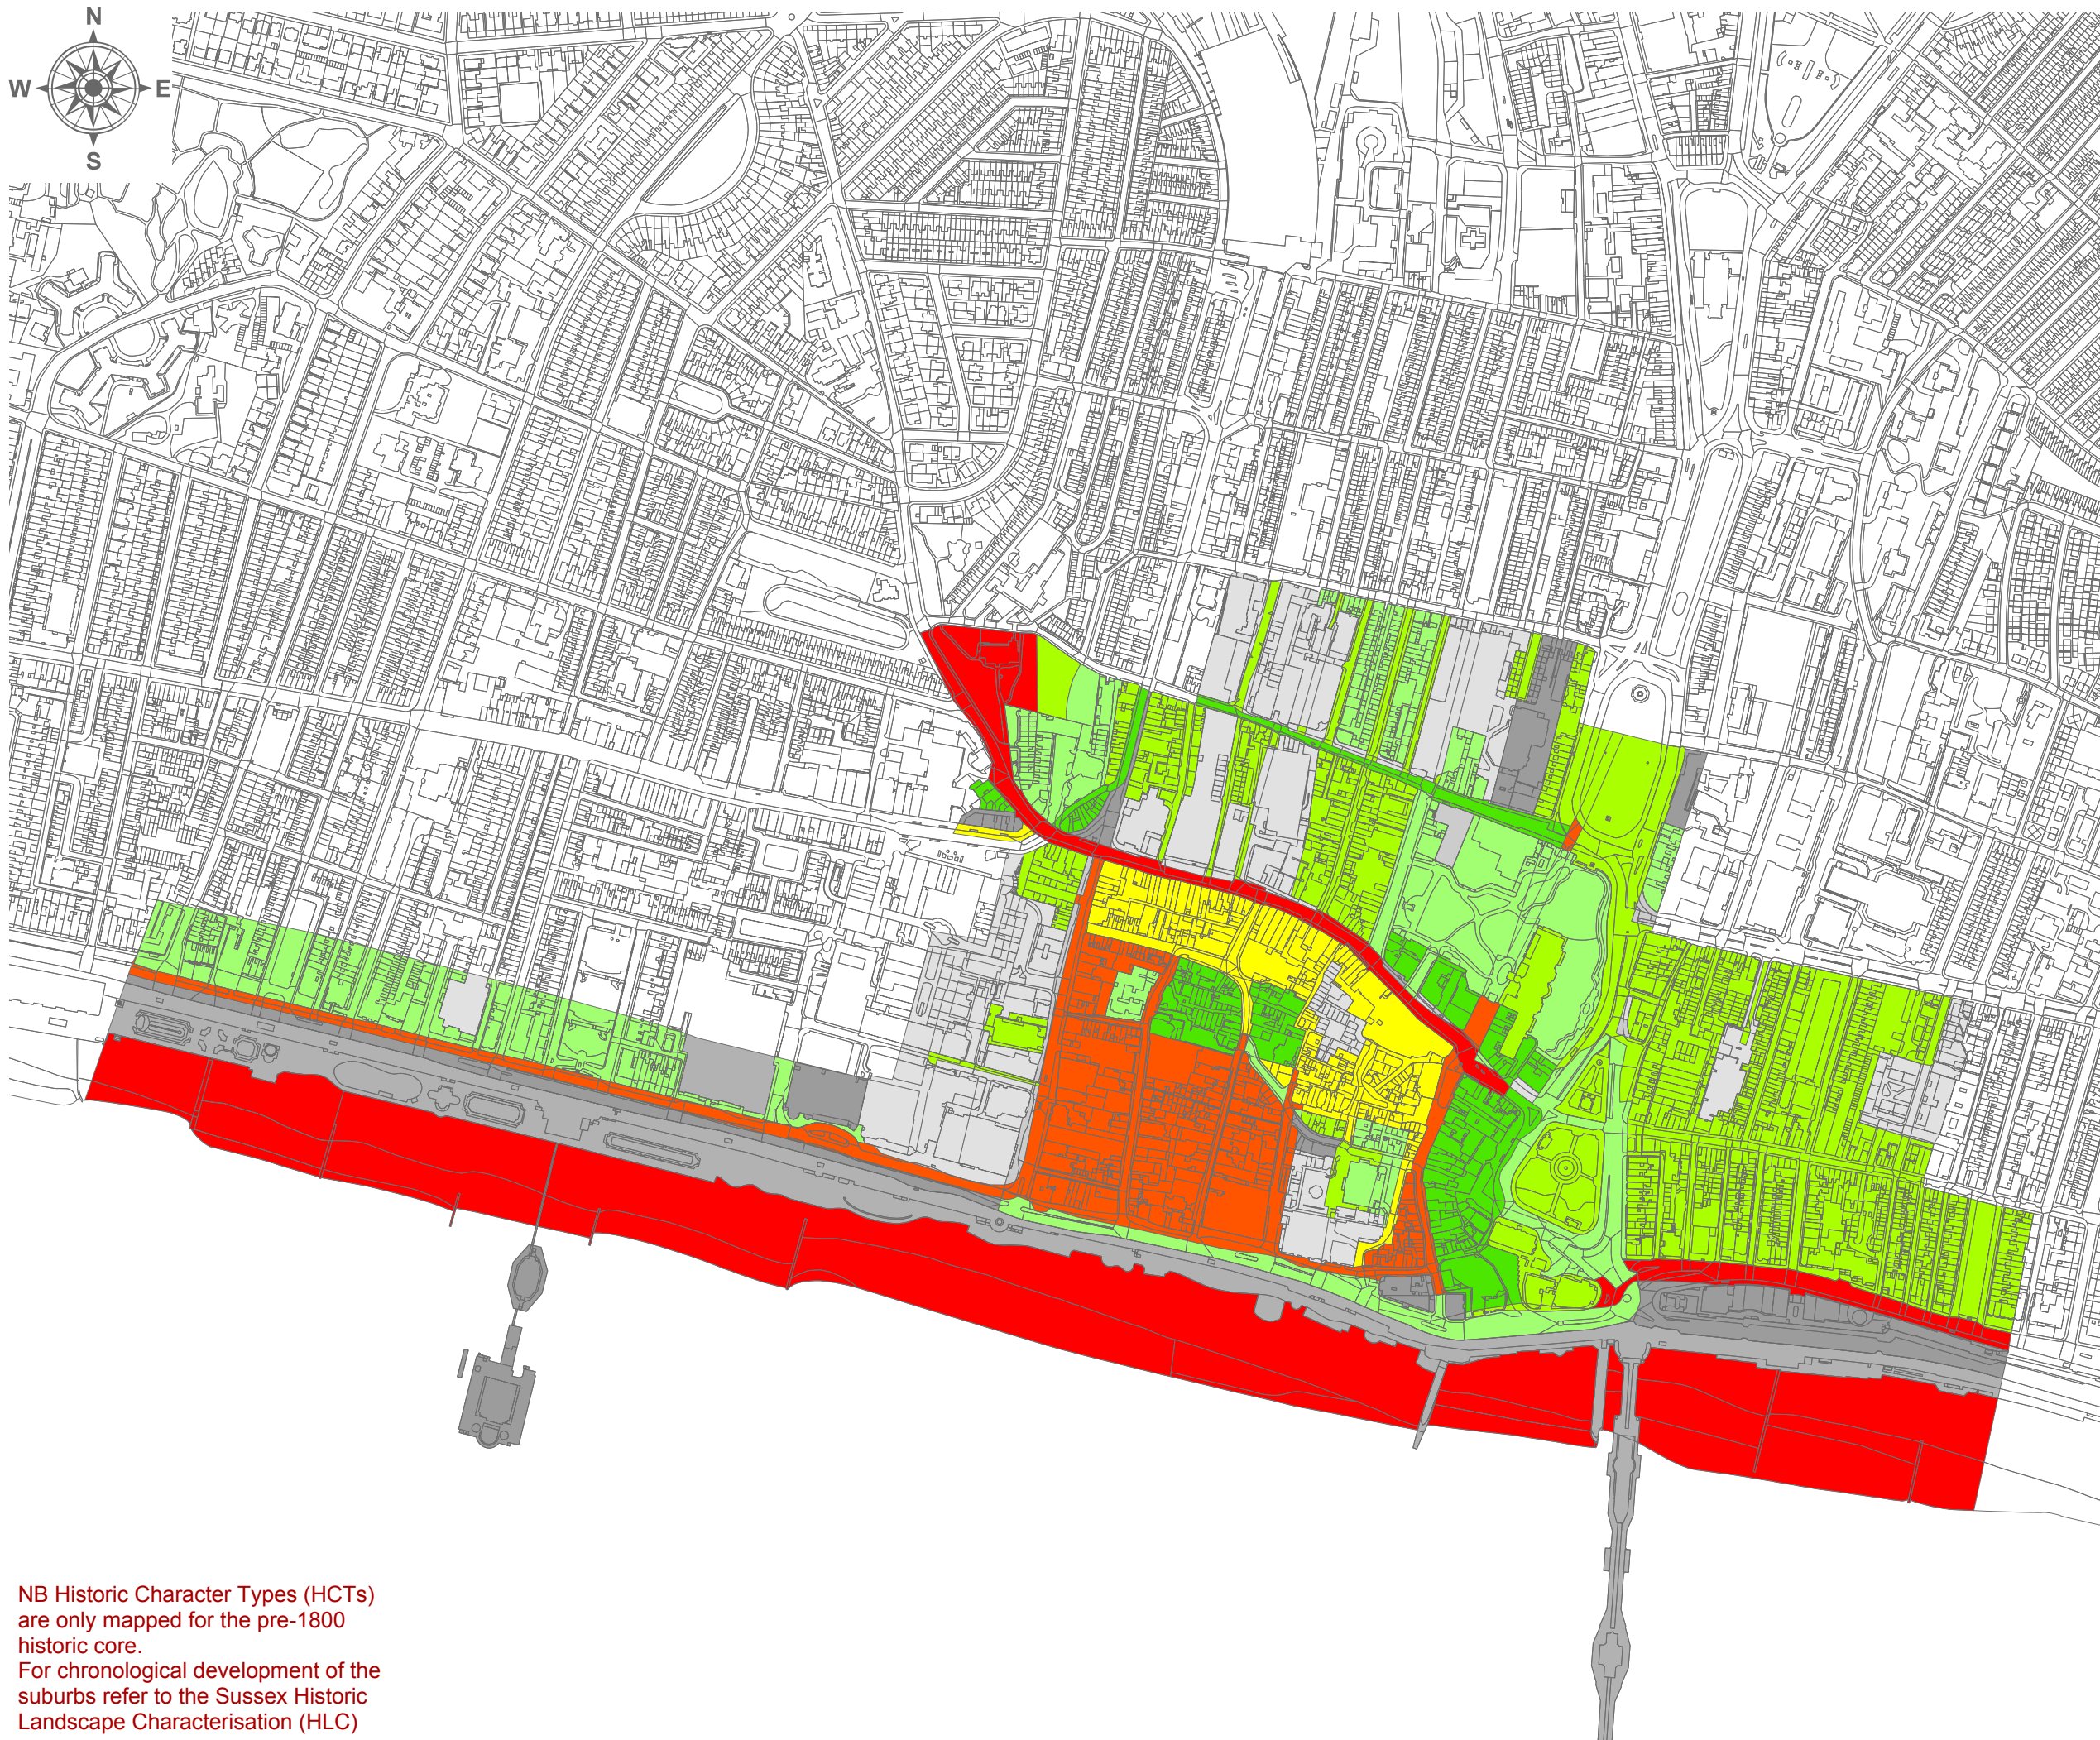 N
W E
S
NB Historic Character Types (HCTs)
are only mapped for the pre-1800
historic core.
For chronological development of the
suburbs refer to the Sussex Historic
Landscape Characterisation (HLC)